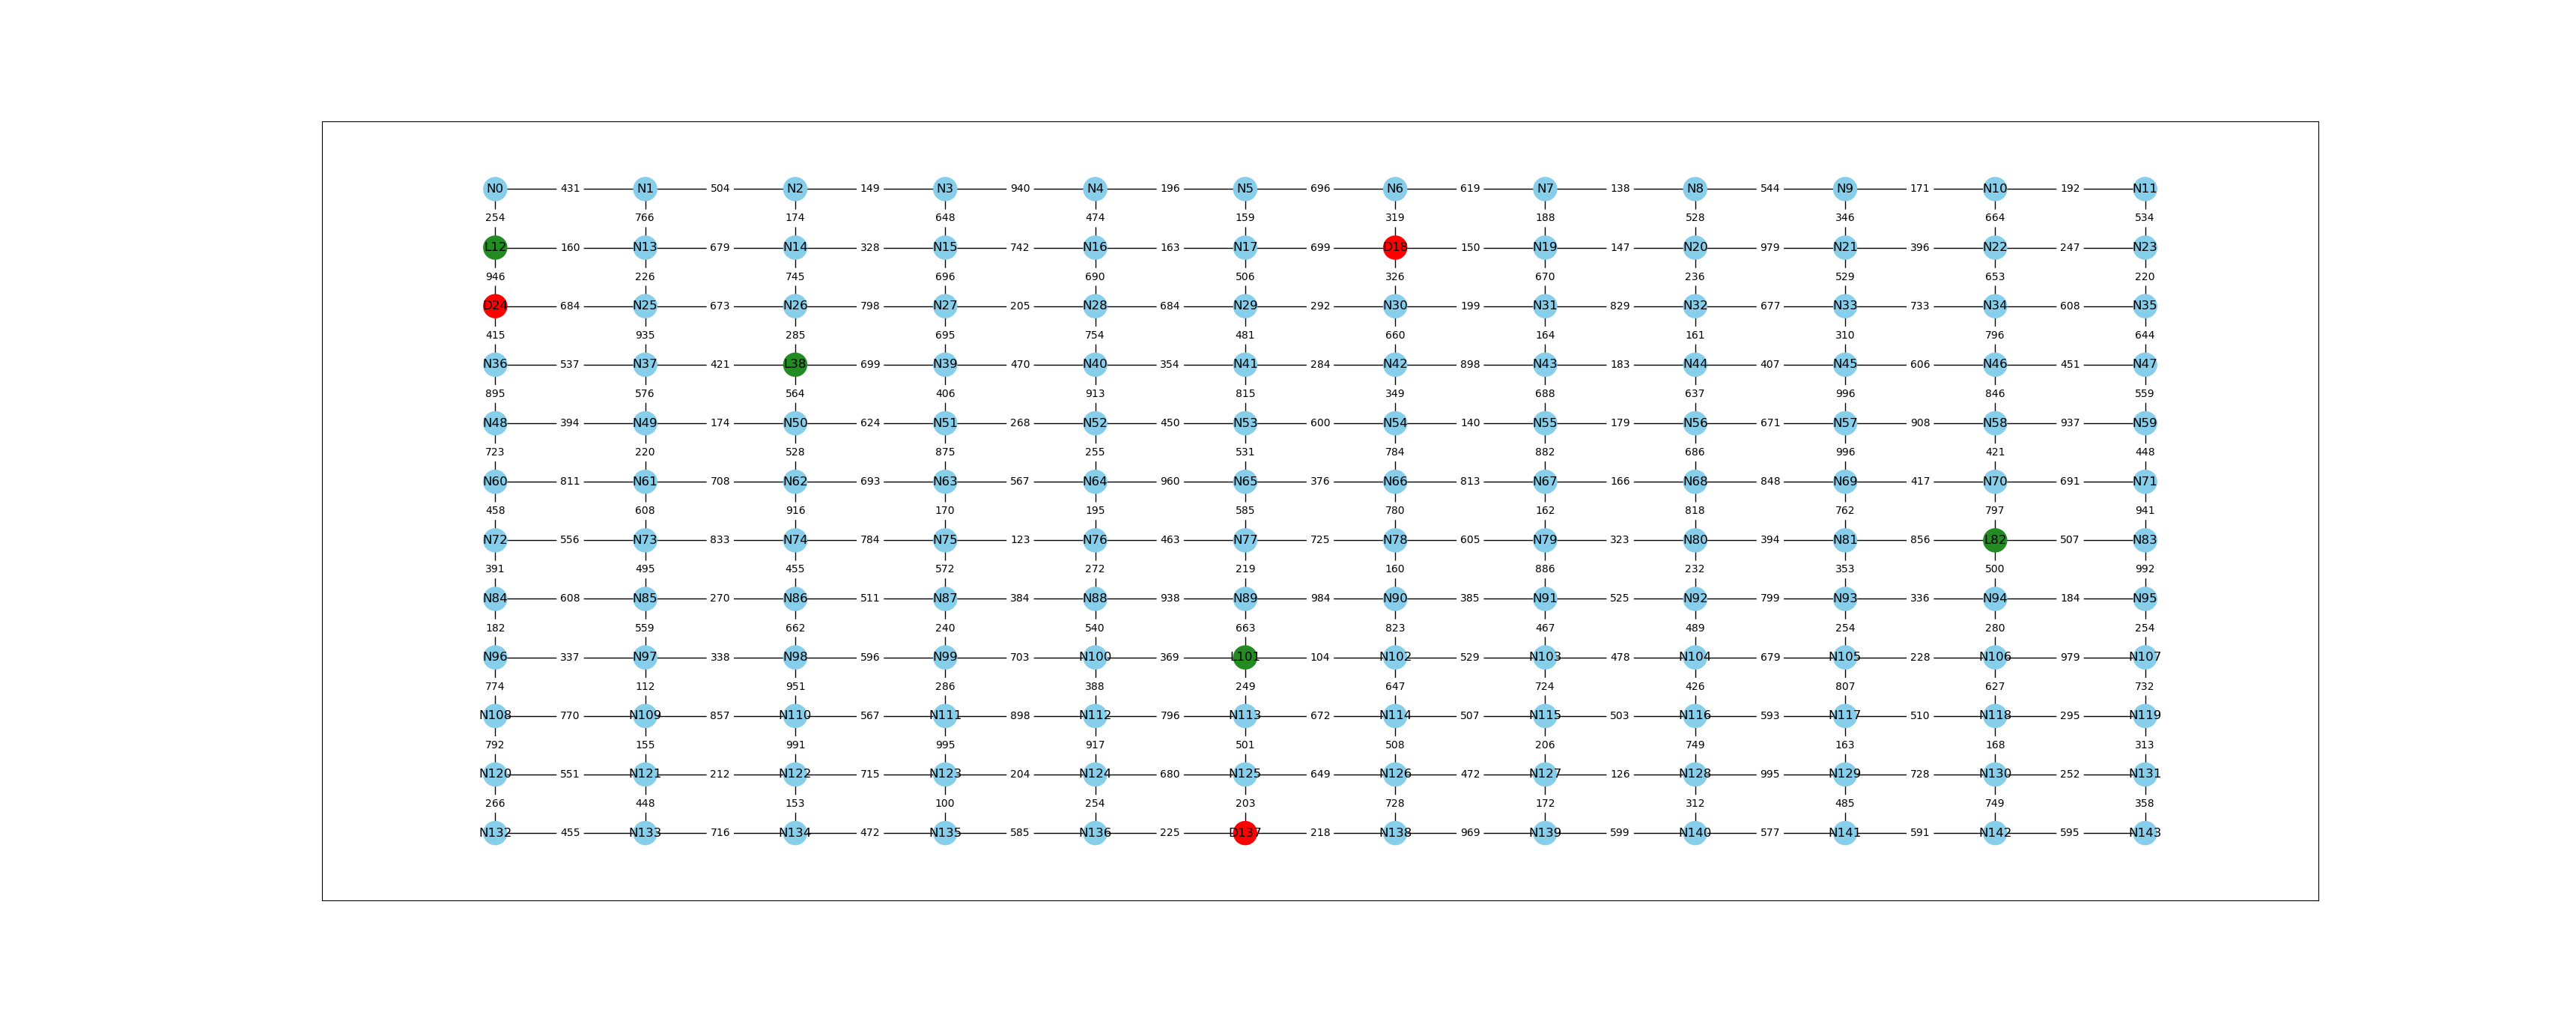 N0 431 N1 504 N2 149 N3 940 N4 196 N5 696 N6 619 N7 138 N8 544 N9 171 N10 192 N11
254 766 174 648 474 159 319 188 528 346 664 534
L12 160 N13 679 N14 328 N15 742 N16 163 N17 699 D18 150 N19 147 N20 979 N21 396 N22 247 N23
946 226 745 696 690 506 326 670 236 529 653 220
D24 684 N25 673 N26 798 N27 205 N28 684 N29 292 N30 199 N31 829 N32 677 N33 733 N34 608 N35
415 935 285 695 754 481 660 164 161 310 796 644
N36 537 N37 421 L38 699 N39 470 N40 354 N41 284 N42 898 N43 183 N44 407 N45 606 N46 451 N47
895 576 564 406 913 815 349 688 637 996 846 559
N48 394 N49 174 N50 624 N51 268 N52 450 N53 600 N54 140 N55 179 N56 671 N57 908 N58 937 N59
723 220 528 875 255 531 784 882 686 996 421 448
N60 811 N61 708 N62 693 N63 567 N64 960 N65 376 N66 813 N67 166 N68 848 N69 417 N70 691 N71
458 608 916 170 195 585 780 162 818 762 797 941
N72 556 N73 833 N74 784 N75 123 N76 463 N77 725 N78 605 N79 323 N80 394 N81 856 L82 507 N83
391 495 455 572 272 219 160 886 232 353 500 992
N84 608 N85 270 N86 511 N87 384 N88 938 N89 984 N90 385 N91 525 N92 799 N93 336 N94 184 N95
182 559 662 240 540 663 823 467 489 254 280 254
N96 337 N97 338 N98 596 N99 703 N100 369 L101 104 N102 529 N103 478 N104 679 N105 228 N106 979 N107
774 112 951 286 388 249 647 724 426 807 627 732
N108 770 N109 857 N110 567 N111 898 N112 796 N113 672 N114 507 N115 503 N116 593 N117 510 N118 295 N119
792 155 991 995 917 501 508 206 749 163 168 313
N120 551 N121 212 N122 715 N123 204 N124 680 N125 649 N126 472 N127 126 N128 995 N129 728 N130 252 N131
266 448 153 100 254 203 728 172 312 485 749 358
N132 455 N133 716 N134 472 N135 585 N136 225 D137 218 N138 969 N139 599 N140 577 N141 591 N142 595 N143